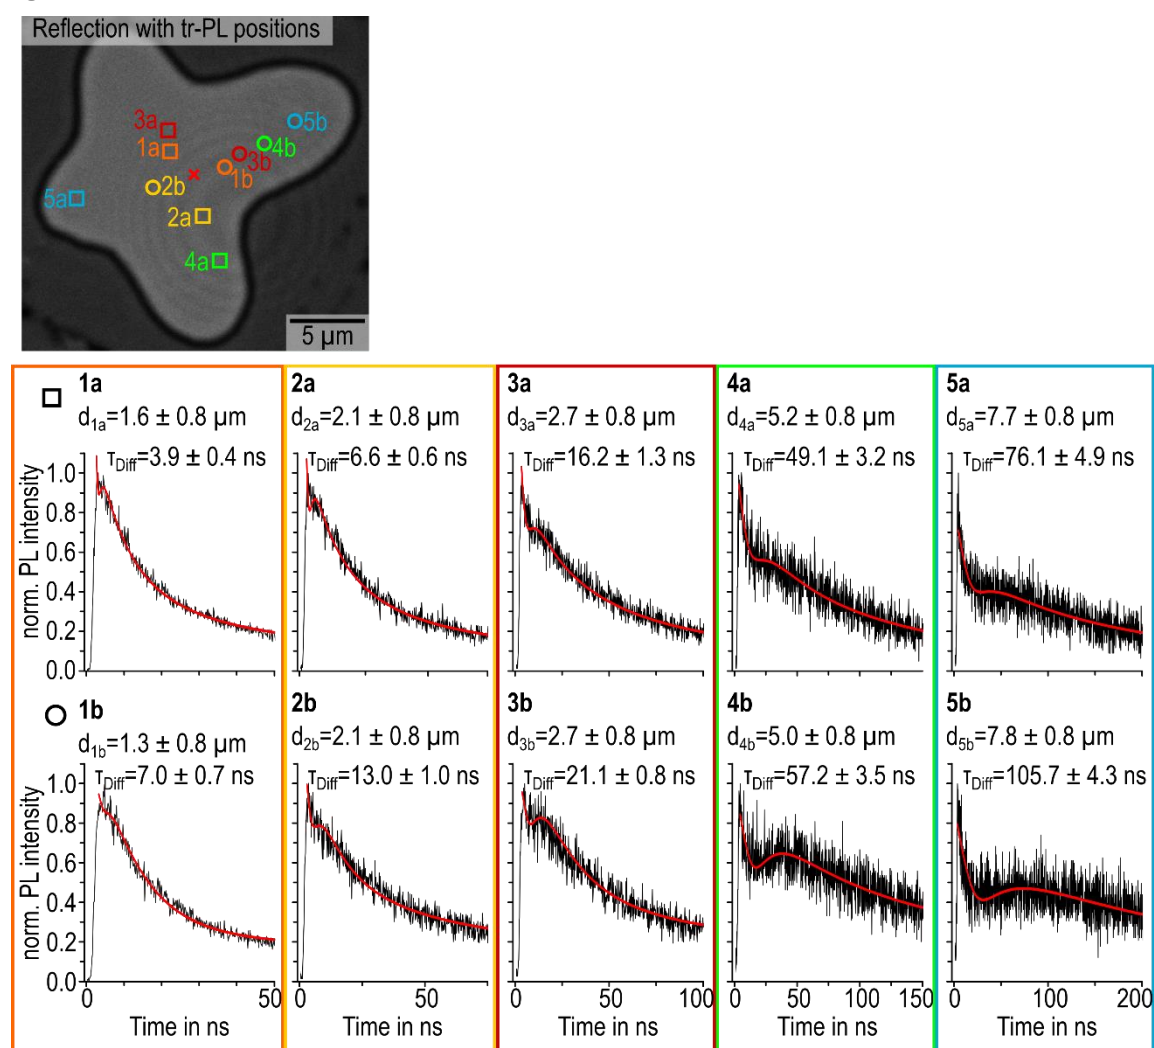 Reflection with tr-PL positions
3a
1a
5b
4b
3b
1b
2b
5a
2a
4a
5 µm
1a
d1a=1.6 ± 0.8 µm
τDiff=3.9 ± 0.4 ns
2a
d2a=2.1 ± 0.8 µm
τDiff=6.6 ± 0.6 ns
3a
d3a=2.7 ± 0.8 µm
τDiff=16.2 ± 1.3 ns
4a
d4a=5.2 ± 0.8 µm
τDiff=49.1 ± 3.2 ns
5a
d5a=7.7 ± 0.8 µm
τDiff=76.1 ± 4.9 ns
norm. PL intensity
1.0
0.8
0.6
0.4
0.2
0.0
1b
d1b=1.3 ± 0.8 µm
τDiff=7.0 ± 0.7 ns
2b
d2b=2.1 ± 0.8 µm
τDiff=13.0 ± 1.0 ns
3b
d3b=2.7 ± 0.8 µm
τDiff=21.1 ± 0.8 ns
4b
d4b=5.0 ± 0.8 µm
τDiff=57.2 ± 3.5 ns
5b
d5b=7.8 ± 0.8 µm
τDiff=105.7 ± 4.3 ns
norm. PL intensity
1.0
0.8
0.6
0.4
0.2
0.0
0 50
Time in ns
0 50
Time in ns
0 50 100
Time in ns
0 50 100 150
Time in ns
0 100 200
Time in ns